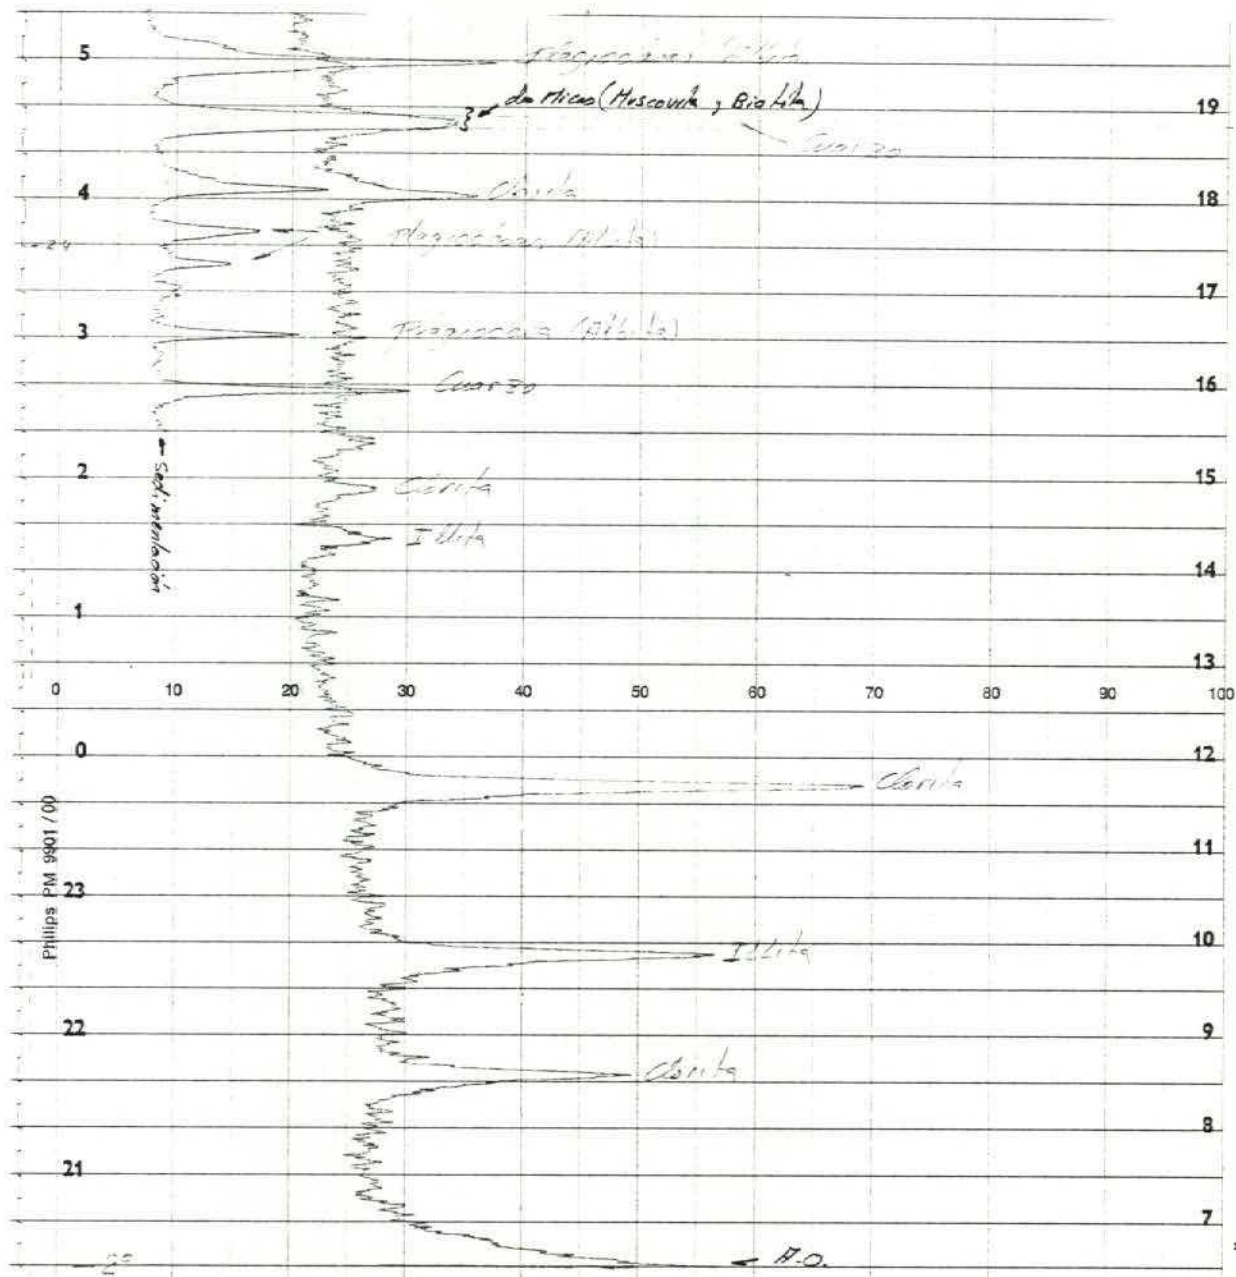 5
19
de Micas (Muscovita y Biotita)
Cuarzo
4
Clorita
18
Plagioclasa (Albita)
17
3
Plagioclasa (Albita)
Cuarzo
16
← Sedimentación
2
Clorita
15
Illita
14
1
13
0 10 20 30 40 50 60 70 80 90 100
0
12
Clorita
Philips PM 9901 / 00
11
23
10
Illita
22
9
Clorita
8
21
7
A.O.